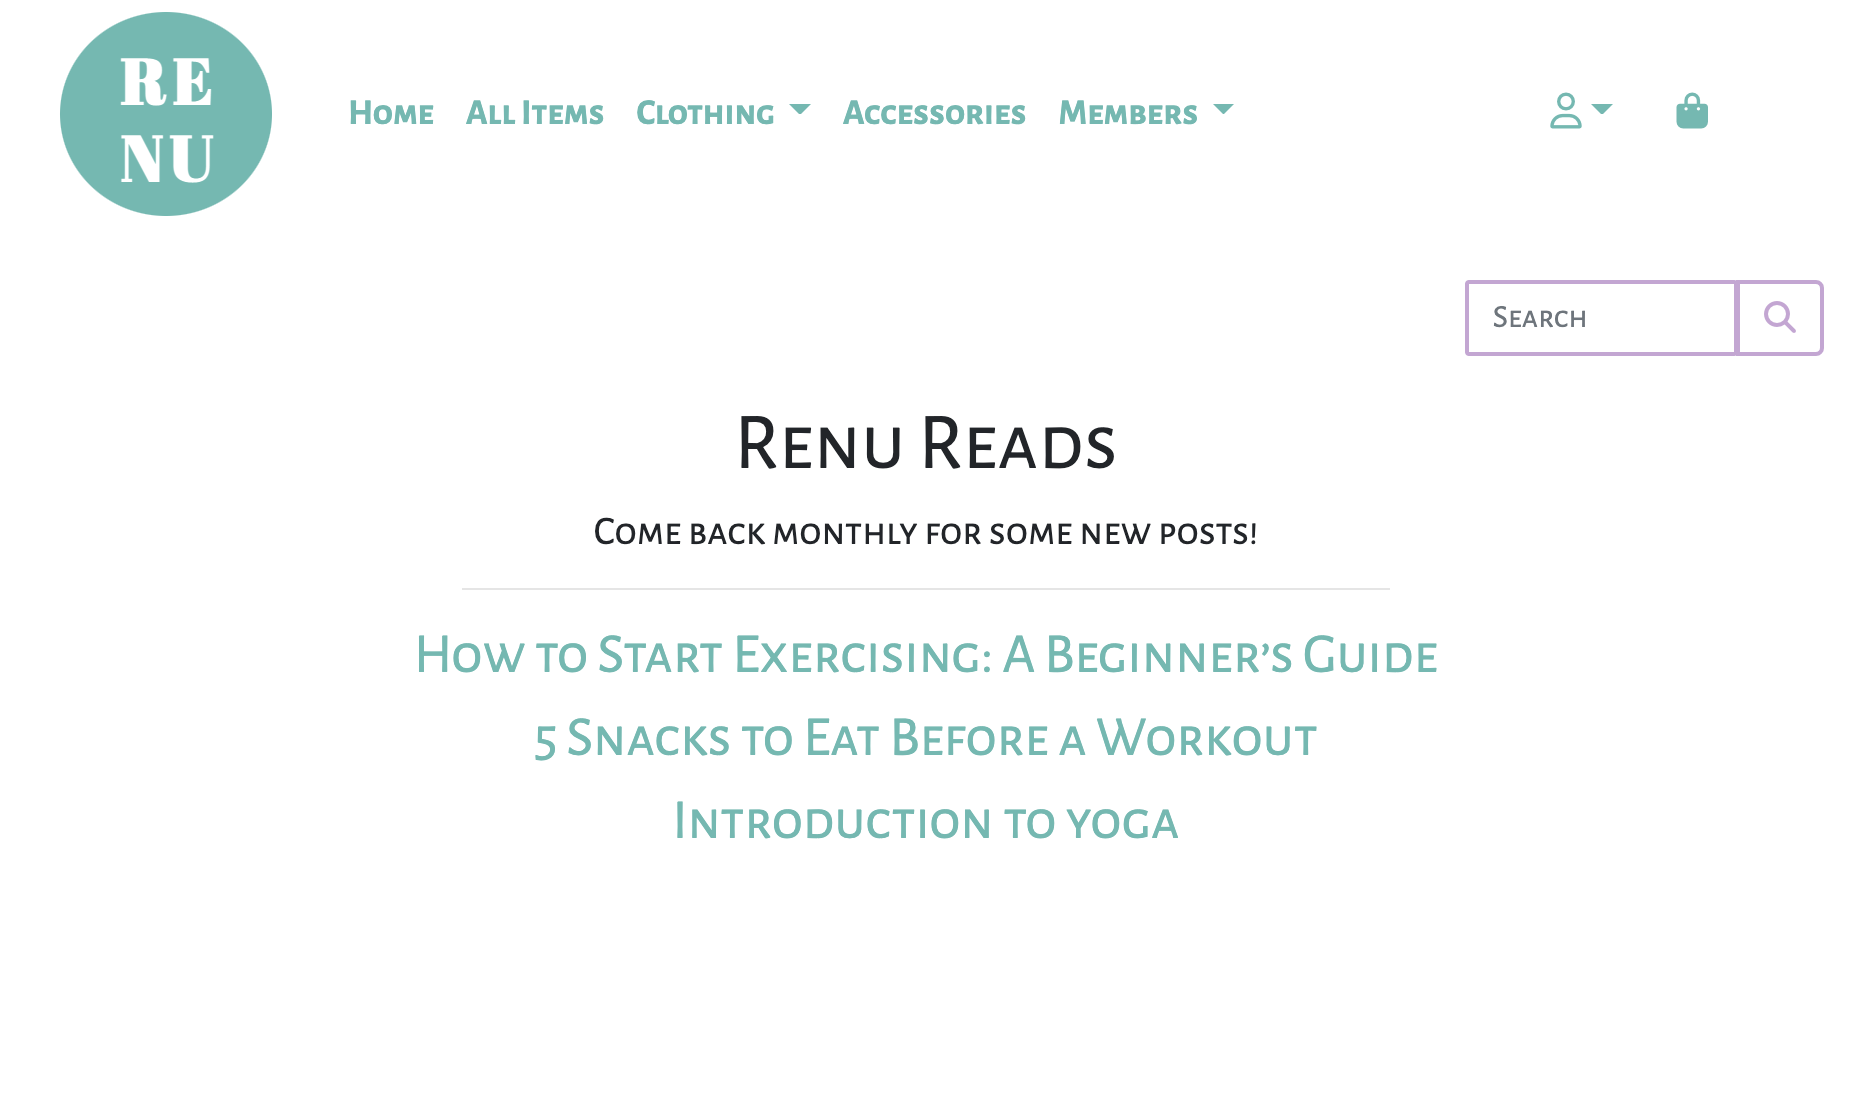 RE
NU
Home All Items Clothing Accessories Members
Search
Renu Reads
Come back monthly for some new posts!
How to Start Exercising: A Beginner's Guide
5 Snacks to Eat Before a Workout
Introduction to yoga